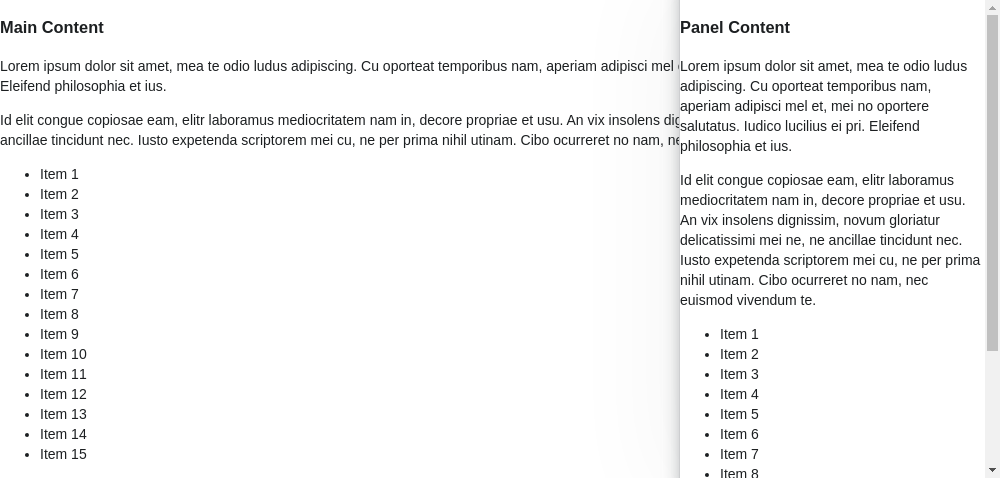 Main Content
Lorem ipsum dolor sit amet, mea te odio ludus adipiscing. Cu oporteat temporibus nam, aperiam adipisci mel
Eleifend philosophia et ius.
Id elit congue copiosae eam, elitr laboramus mediocritatem nam in, decore propriae et usu. An vix insolens dig
ancillae tincidunt nec. Iusto expetenda scriptorem mei cu, ne per prima nihil utinam. Cibo ocurreret no nam, ne
Item 1
Item 2
Item 3
Item 4
Item 5
Item 6
Item 7
Item 8
Item 9
Item 10
Item 11
Item 12
Item 13
Item 14
Item 15
Panel Content
Lorem ipsum dolor sit amet, mea te odio ludus
adipiscing. Cu oporteat temporibus nam,
aperiam adipisci mel et, mei no oportere
salutatus. Iudico lucilius ei pri. Eleifend
philosophia et ius.
Id elit congue copiosae eam, elitr laboramus
mediocritatem nam in, decore propriae et usu.
An vix insolens dignissim, novum gloriatur
delicatissimi mei ne, ne ancillae tincidunt nec.
Iusto expetenda scriptorem mei cu, ne per prima
nihil utinam. Cibo ocurreret no nam, nec
euismod vivendum te.
Item 1
Item 2
Item 3
Item 4
Item 5
Item 6
Item 7
Item 8